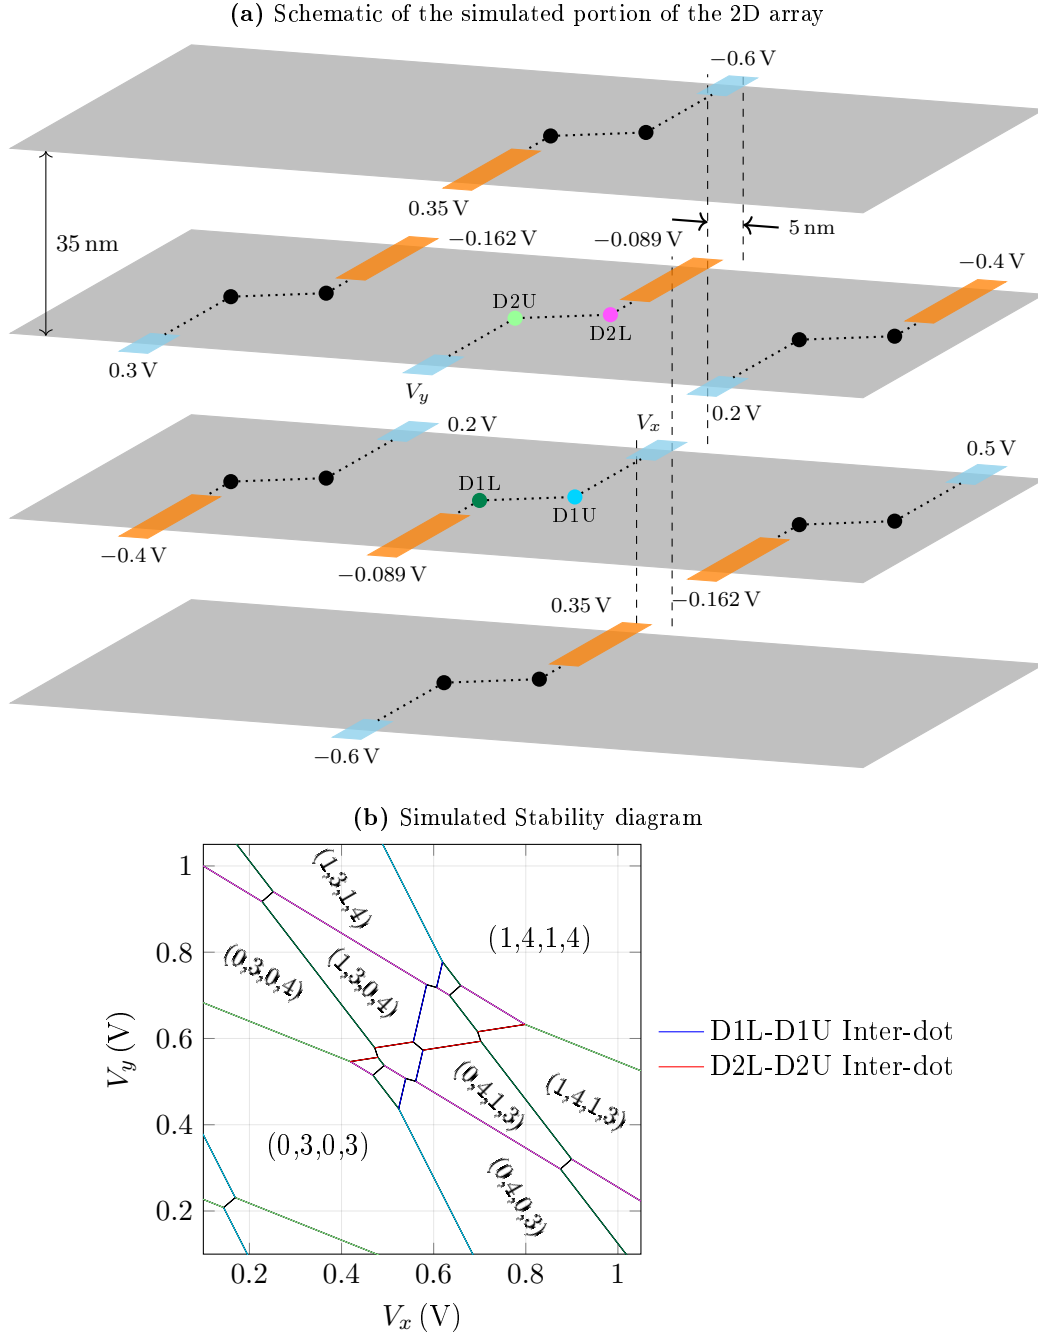 (a) Schematic of the simulated portion of the 2D array
−0.6 V
0.35 V
5 nm
35 nm
−0.162 V
−0.089 V
−0.4 V
D2U
D2L
0.3 V
V_y
0.2 V
0.2 V
V_x
0.5 V
D1L
D1U
−0.4 V
−0.089 V
−0.162 V
0.35 V
−0.6 V
(b) Simulated Stability diagram
(1,3,1,4)
(1,4,1,4)
(0,3,0,4)
(1,3,0,4)
(0,4,1,3)
(1,4,1,3)
(0,3,0,3)
(0,4,0,3)
1
0.8
0.6
0.4
0.2
V_y (V)
0.2 0.4 0.6 0.8 1
V_x (V)
D1L-D1U Inter-dot
D2L-D2U Inter-dot